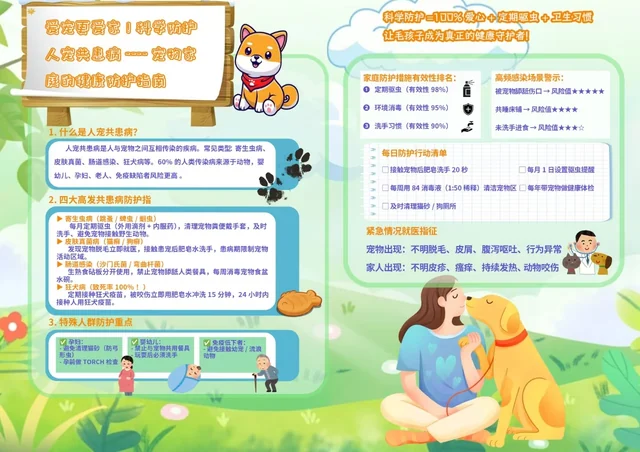 爱宠吾爱家 | 科学防护
人宠共患病 ---- 宠物家
庭狗健康防护指南
1. 什么是人宠共患病?
人宠共患病是人与宠物之间互相传染的疾病。常见类型: 寄生虫病、
皮肤真菌病、肠道感染、狂犬病等。60% 的人类传染病来源于动物, 婴
幼儿、孕妇、老人、免疫缺陷者风险更高 。
2. 四大高发共患病防护指
► 寄生虫病(跳蚤 / 蜱虫 / 蛔虫)
每月定期驱虫(外用滴剂 + 内服药), 清理宠物粪便戴手套, 及时
洗手、避免宠物接触野生动物。
► 皮肤真菌病(猫癣 / 狗癣)
发现宠物脱毛立即就医, 接触患宠后肥皂水洗手, 患病期限制宠物
活动区域。
► 肠道感染(沙门氏菌 / 弯曲杆菌)
生熟食砧板分开使用, 禁止宠物舔舐人类餐具, 每周消毒宠物食盆
水碗。
► 狂犬病(致死率 100%!)
定期接种狂犬疫苗, 被咬伤立即用肥皂水冲洗 15 分钟, 24 小时内
接种人用狂犬疫苗。
3. 特殊人群防护重点
✅ 孕妇:
- 避免清理猫砂(防弓
形虫)
- 孕前做 TORCH 检查
✅ 婴幼儿:
- 禁止与宠物共用餐具
玩耍后必须洗手
✅ 免疫低下者:
- 避免接触幼宠 / 流浪
动物
科学防护 =100% 爱心 + 定期驱虫 + 卫生习惯
让毛孩子成为真正的健康守护者!
家庭防护措施有效性排名:
① 定期驱虫(有效性 98%)
② 环境消毒(有效性 95%)
③ 洗手习惯(有效性 90%)
高频感染场景警示:
被宠物舔舐伤口 → 风险值★★★★★
共睡床铺 → 风险值★★★★
未洗手进食 → 风险值★★★☆
每日防护行动清单
□ 接触宠物后肥皂洗手 20 秒
□ 每月 1 日设置驱虫提醒
□ 每周用 84 消毒液(1:50 稀释)清洁宠物区
□ 每年带宠物做健康体检
□ 及时清理猫砂 / 狗厕所
紧急情况就医指征
宠物出现: 不明脱毛、皮屑、腹泻呕吐、行为异常
家人出现: 不明皮疹、瘙痒、持续发热、动物咬伤